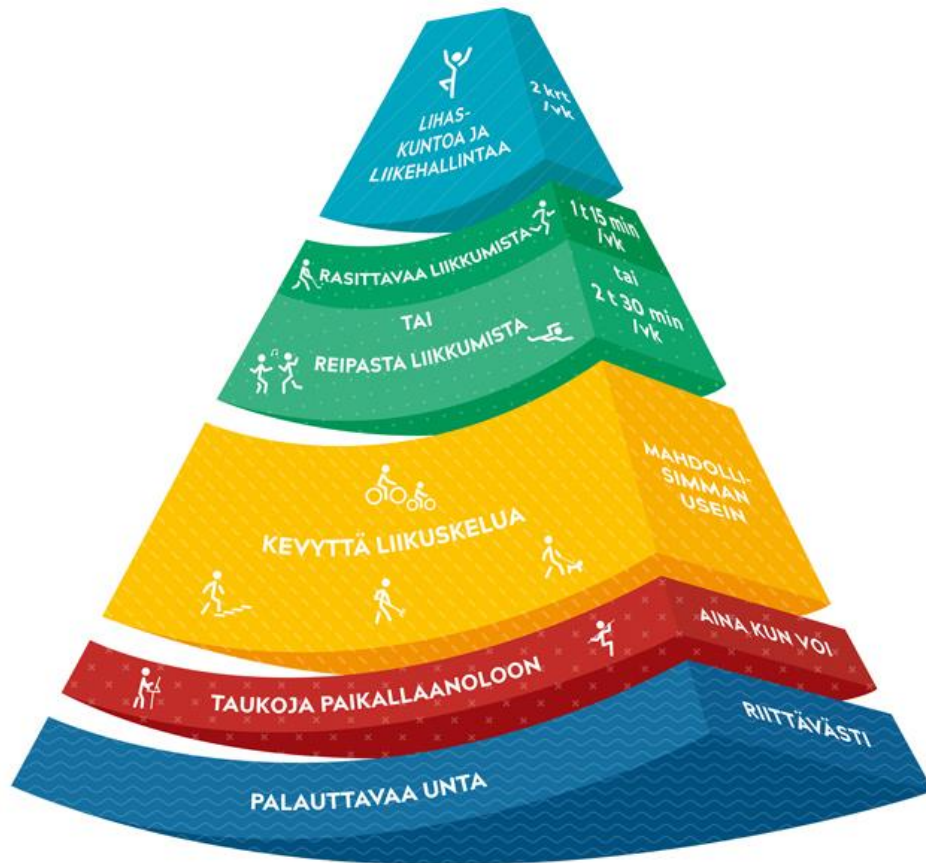 LIHAS-
KUNTOA JA
LIIKEHALLINTAA
2 krt
/vk
RASITTAVAA LIIKKUMISTA
1 t 15 min
/vk
TAI
tai
REIPASTA LIIKKUMISTA
2 t 30 min
/vk
KEVYTTÄ LIIKUSKELUA
MAHDOLLI-
SIMMAN
USEIN
TAUKOJA PAIKALLAANOLOON
AINA KUN VOI
PALAUTTAVAA UNTA
RIITTÄVÄSTI